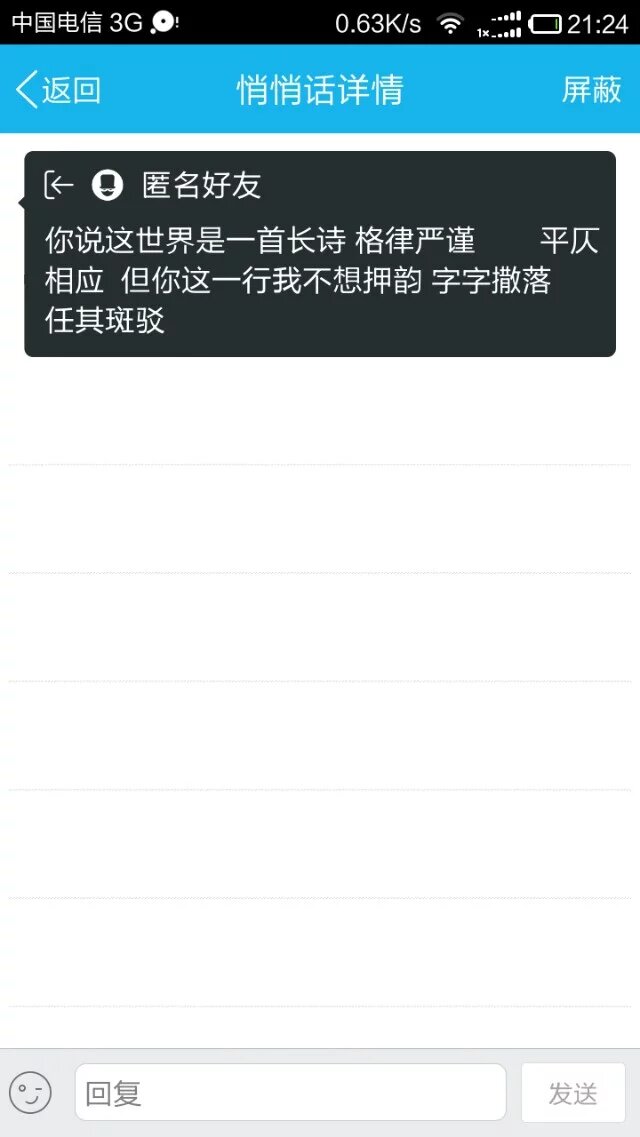 中国电信 3G 0.63K/s 1x 21:24
返回 悄悄话详情 屏蔽
匿名好友
你说这世界是一首长诗 格律严谨 平仄
相应 但你这一行我不想押韵 字字撒落
任其斑驳
回复 发送